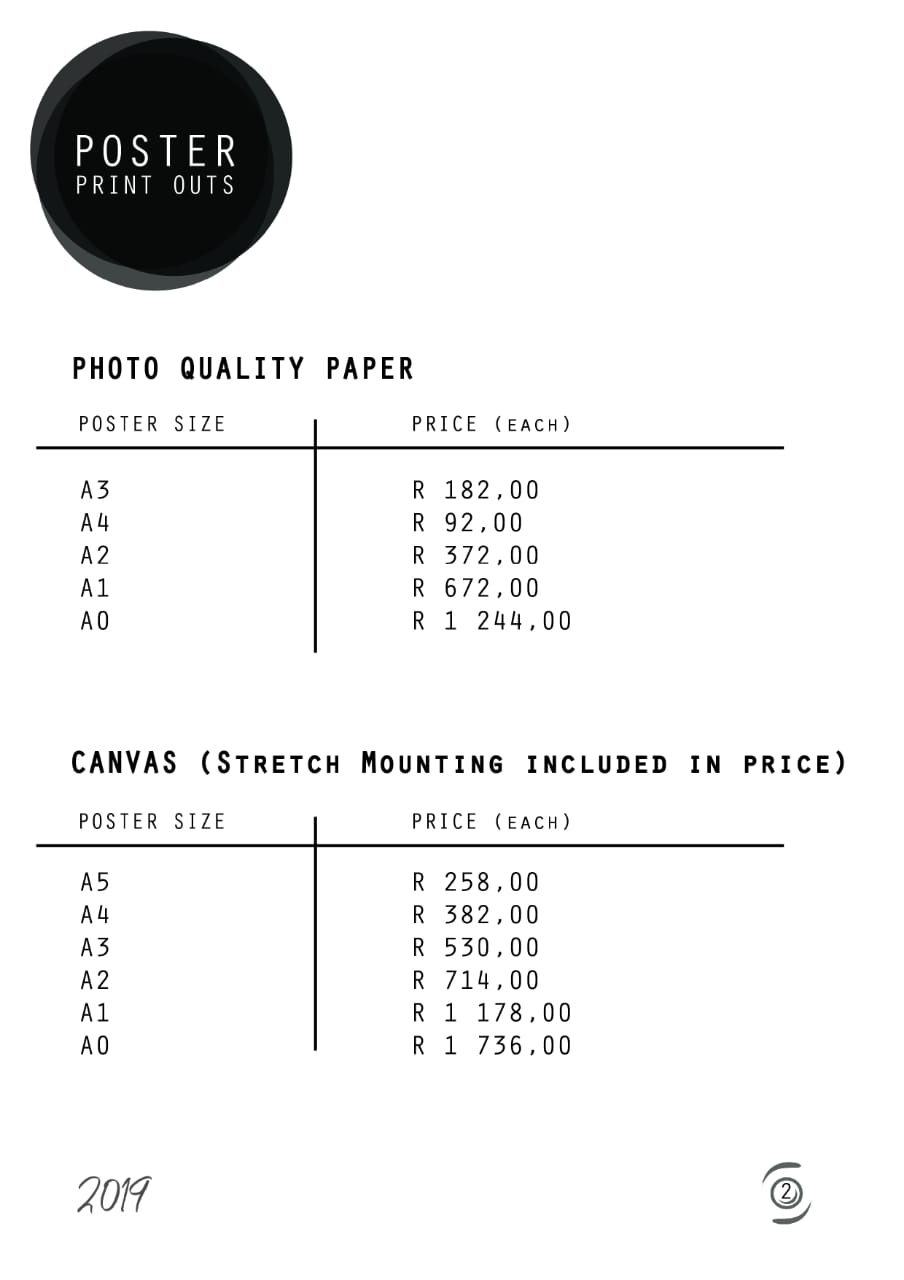 POSTER
PRINT OUTS
PHOTO QUALITY PAPER
POSTER SIZE PRICE (EACH)
A3 R 182,00
A4 R 92,00
A2 R 372,00
A1 R 672,00
A0 R 1 244,00
CANVAS (STRETCH MOUNTING INCLUDED IN PRICE)
POSTER SIZE PRICE (EACH)
A5 R 258,00
A4 R 382,00
A3 R 530,00
A2 R 714,00
A1 R 1 178,00
A0 R 1 736,00
2019 2